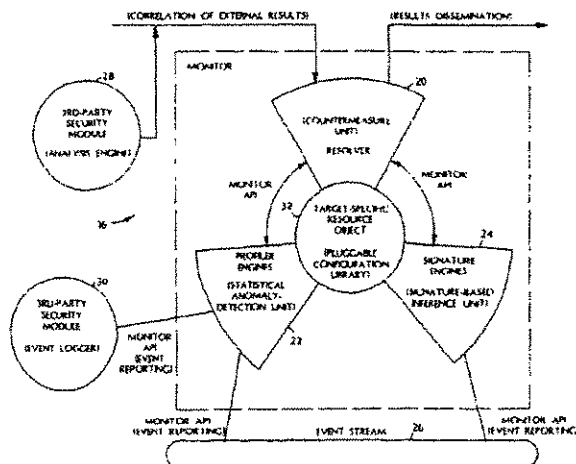 (CORRELATION OF EXTERNAL RESULTS)
(RESULTS DISSEMINATION)
MONITOR
28
3RD-PARTY
SECURITY
MODULE
(ANALYSIS ENGINE)
20
(COUNTERMEASURE
UNIT)
RESOLVER
MONITOR
API
MONITOR
API
16
32
TARGET-SPECIFIC
RESOURCE
OBJECT
(PLUGGABLE
CONFIGURATION
LIBRARY)
PROFILER
ENGINES
(STATISTICAL
ANOMALY-
DETECTION
UNIT)
22
24
SIGNATURE
ENGINES
(SIGNATURE-BASED
INFERENCE UNIT)
30
3RD-PARTY
SECURITY
MODULE
(EVENT LOGGER)
MONITOR
API
(EVENT
REPORTING)
MONITOR API
(EVENT REPORTING)
EVENT STREAM
26
MONITOR API
(EVENT REPORTING)